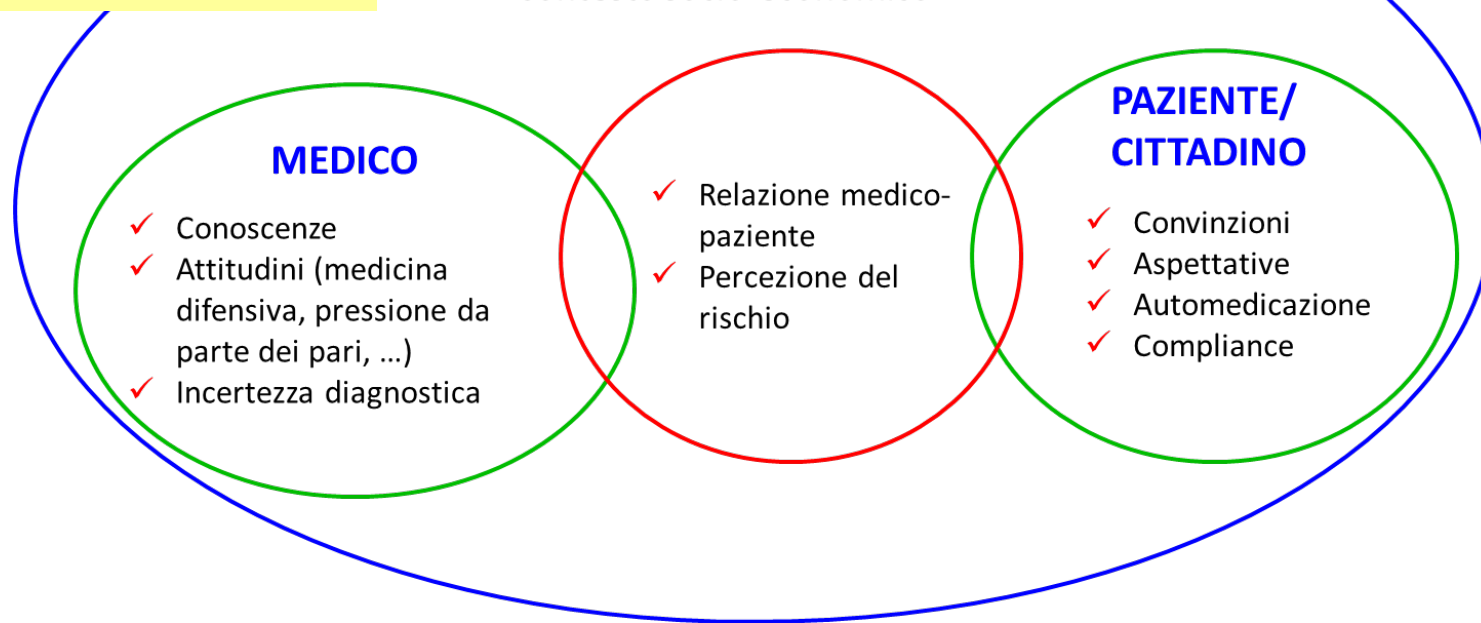 MEDICO
✓ Conoscenze
✓ Attitudini (medicina
difensiva, pressione da
parte dei pari, ...)
✓ Incertezza diagnostica
✓ Relazione medico-
paziente
✓ Percezione del
rischio
PAZIENTE/
CITTADINO
✓ Convinzioni
✓ Aspettative
✓ Automedicazione
✓ Compliance